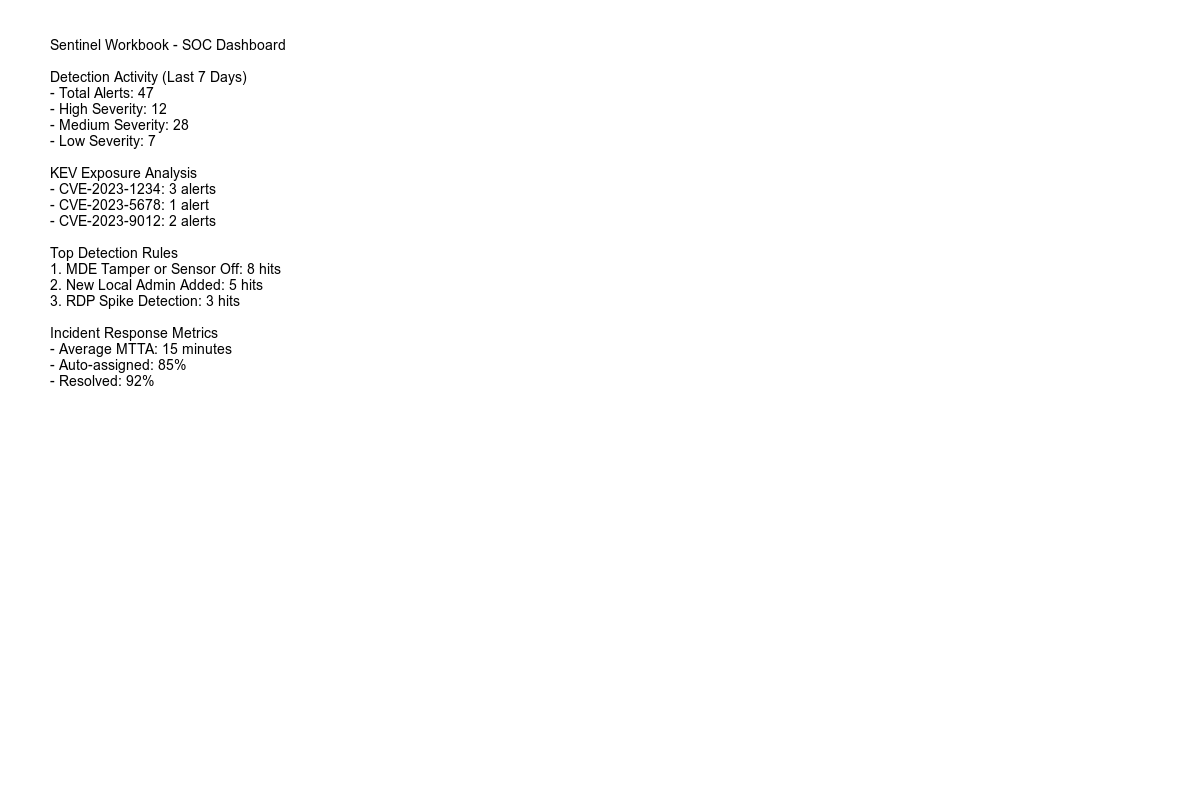 Sentinel Workbook - SOC Dashboard
Detection Activity (Last 7 Days)
- Total Alerts: 47
- High Severity: 12
- Medium Severity: 28
- Low Severity: 7
KEV Exposure Analysis
- CVE-2023-1234: 3 alerts
- CVE-2023-5678: 1 alert
- CVE-2023-9012: 2 alerts
Top Detection Rules
1. MDE Tamper or Sensor Off: 8 hits
2. New Local Admin Added: 5 hits
3. RDP Spike Detection: 3 hits
Incident Response Metrics
- Average MTTA: 15 minutes
- Auto-assigned: 85%
- Resolved: 92%